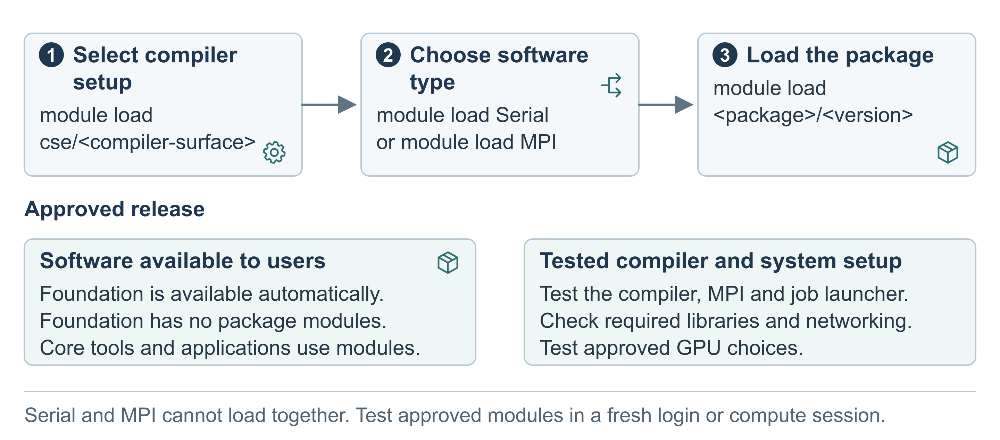 1 Select compiler
setup
module load
cse/<compiler-surface>
2 Choose software
type
module load Serial
or module load MPI
3 Load the package
module load
<package>/<version>
Approved release
Software available to users
Foundation is available automatically.
Foundation has no package modules.
Core tools and applications use modules.
Tested compiler and system setup
Test the compiler, MPI and job launcher.
Check required libraries and networking.
Test approved GPU choices.
Serial and MPI cannot load together. Test approved modules in a fresh login or compute session.